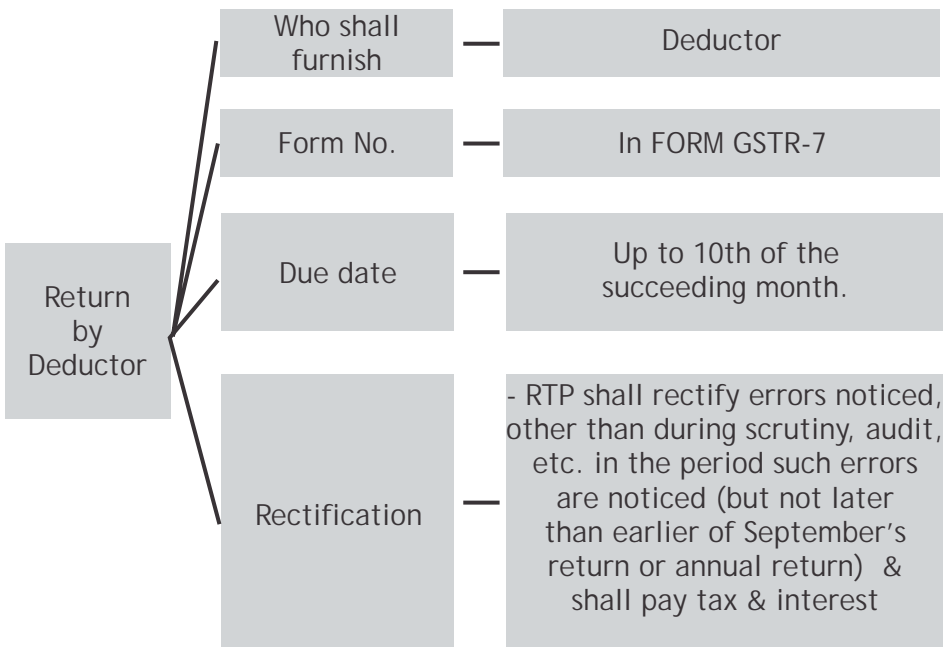 Return
by
Deductor
Who shall
furnish
Deductor
Form No.
In FORM GSTR-7
Due date
Up to 10th of the
succeeding month.
Rectification
- RTP shall rectify errors noticed,
other than during scrutiny, audit,
etc. in the period such errors
are noticed (but not later
than earlier of September's
return or annual return) &
shall pay tax & interest